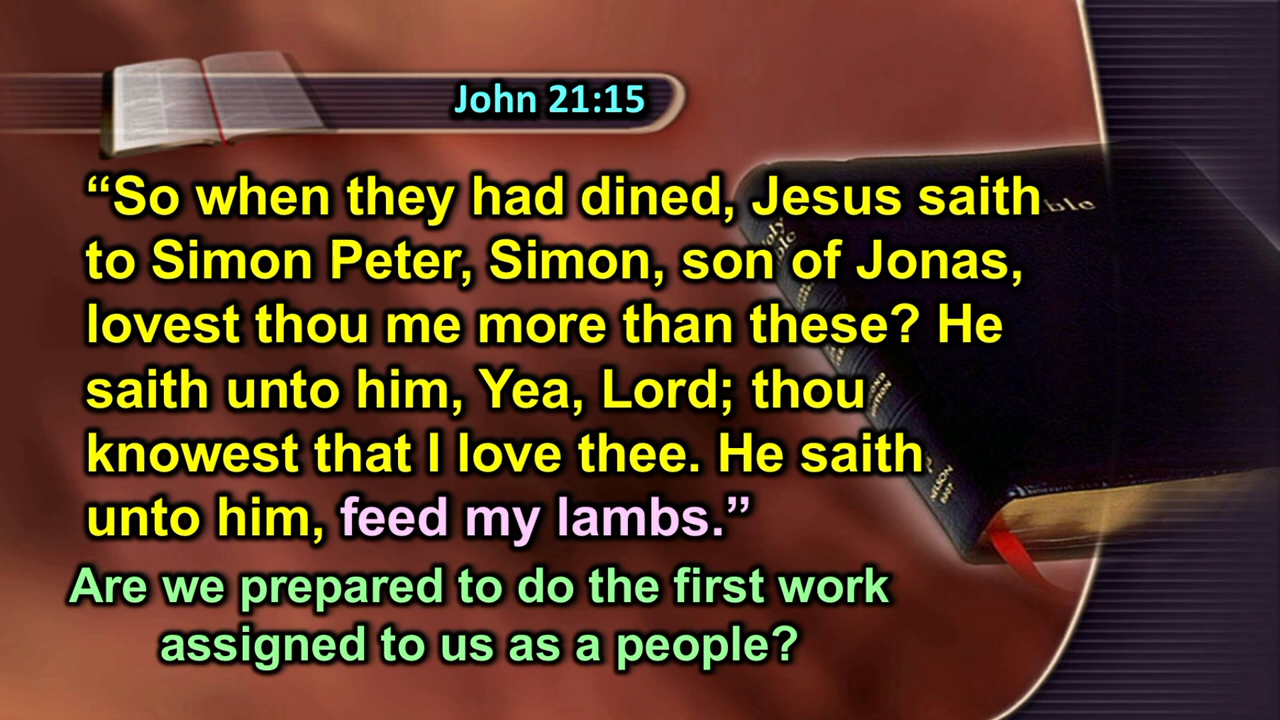 John 21:15
“So when they had dined, Jesus saith
to Simon Peter, Simon, son of Jonas,
lovest thou me more than these? He
saith unto him, Yea, Lord; thou
knowest that I love thee. He saith
unto him, feed my lambs.”
Are we prepared to do the first work
assigned to us as a people?